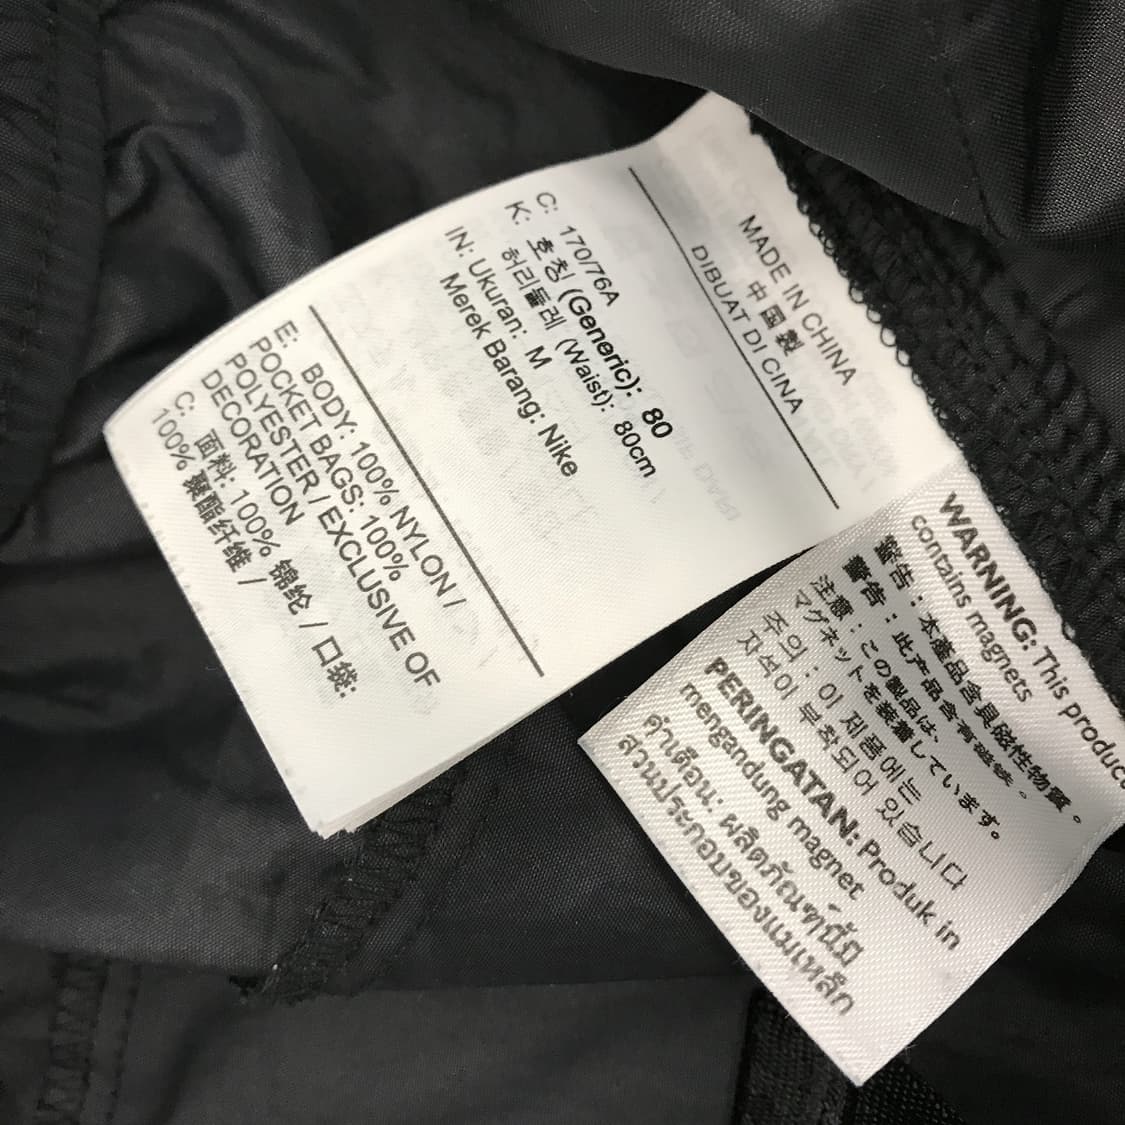 MADE IN CHINA
中国製
DIBUAT DI CINA
C: 170/76A
K: 호칭 (Generic): 80
허리둘레 (Waist): 80cm
IN: Ukuran: M
Merek Barang: Nike
E: BODY: 100% NYLON /
POCKET BAGS: 100%
POLYESTER / EXCLUSIVE OF
DECORATION
C: 面料: 100% 锦纶 / 口袋:
100% 聚酯纤维 /
WARNING: This product
contains magnets
警告：本產品含具磁性物質。
警告：此产品含有磁铁。
注意：この製品は、
マグネットを装着しています。
주의 : 이 제품에는
자석이 부착되어 있습니다
PERINGATAN: Produk in
mengandung magnet
คำเตือน: ผลิตภัณฑ์นี้มี
ส่วนประกอบของแม่เหล็ก